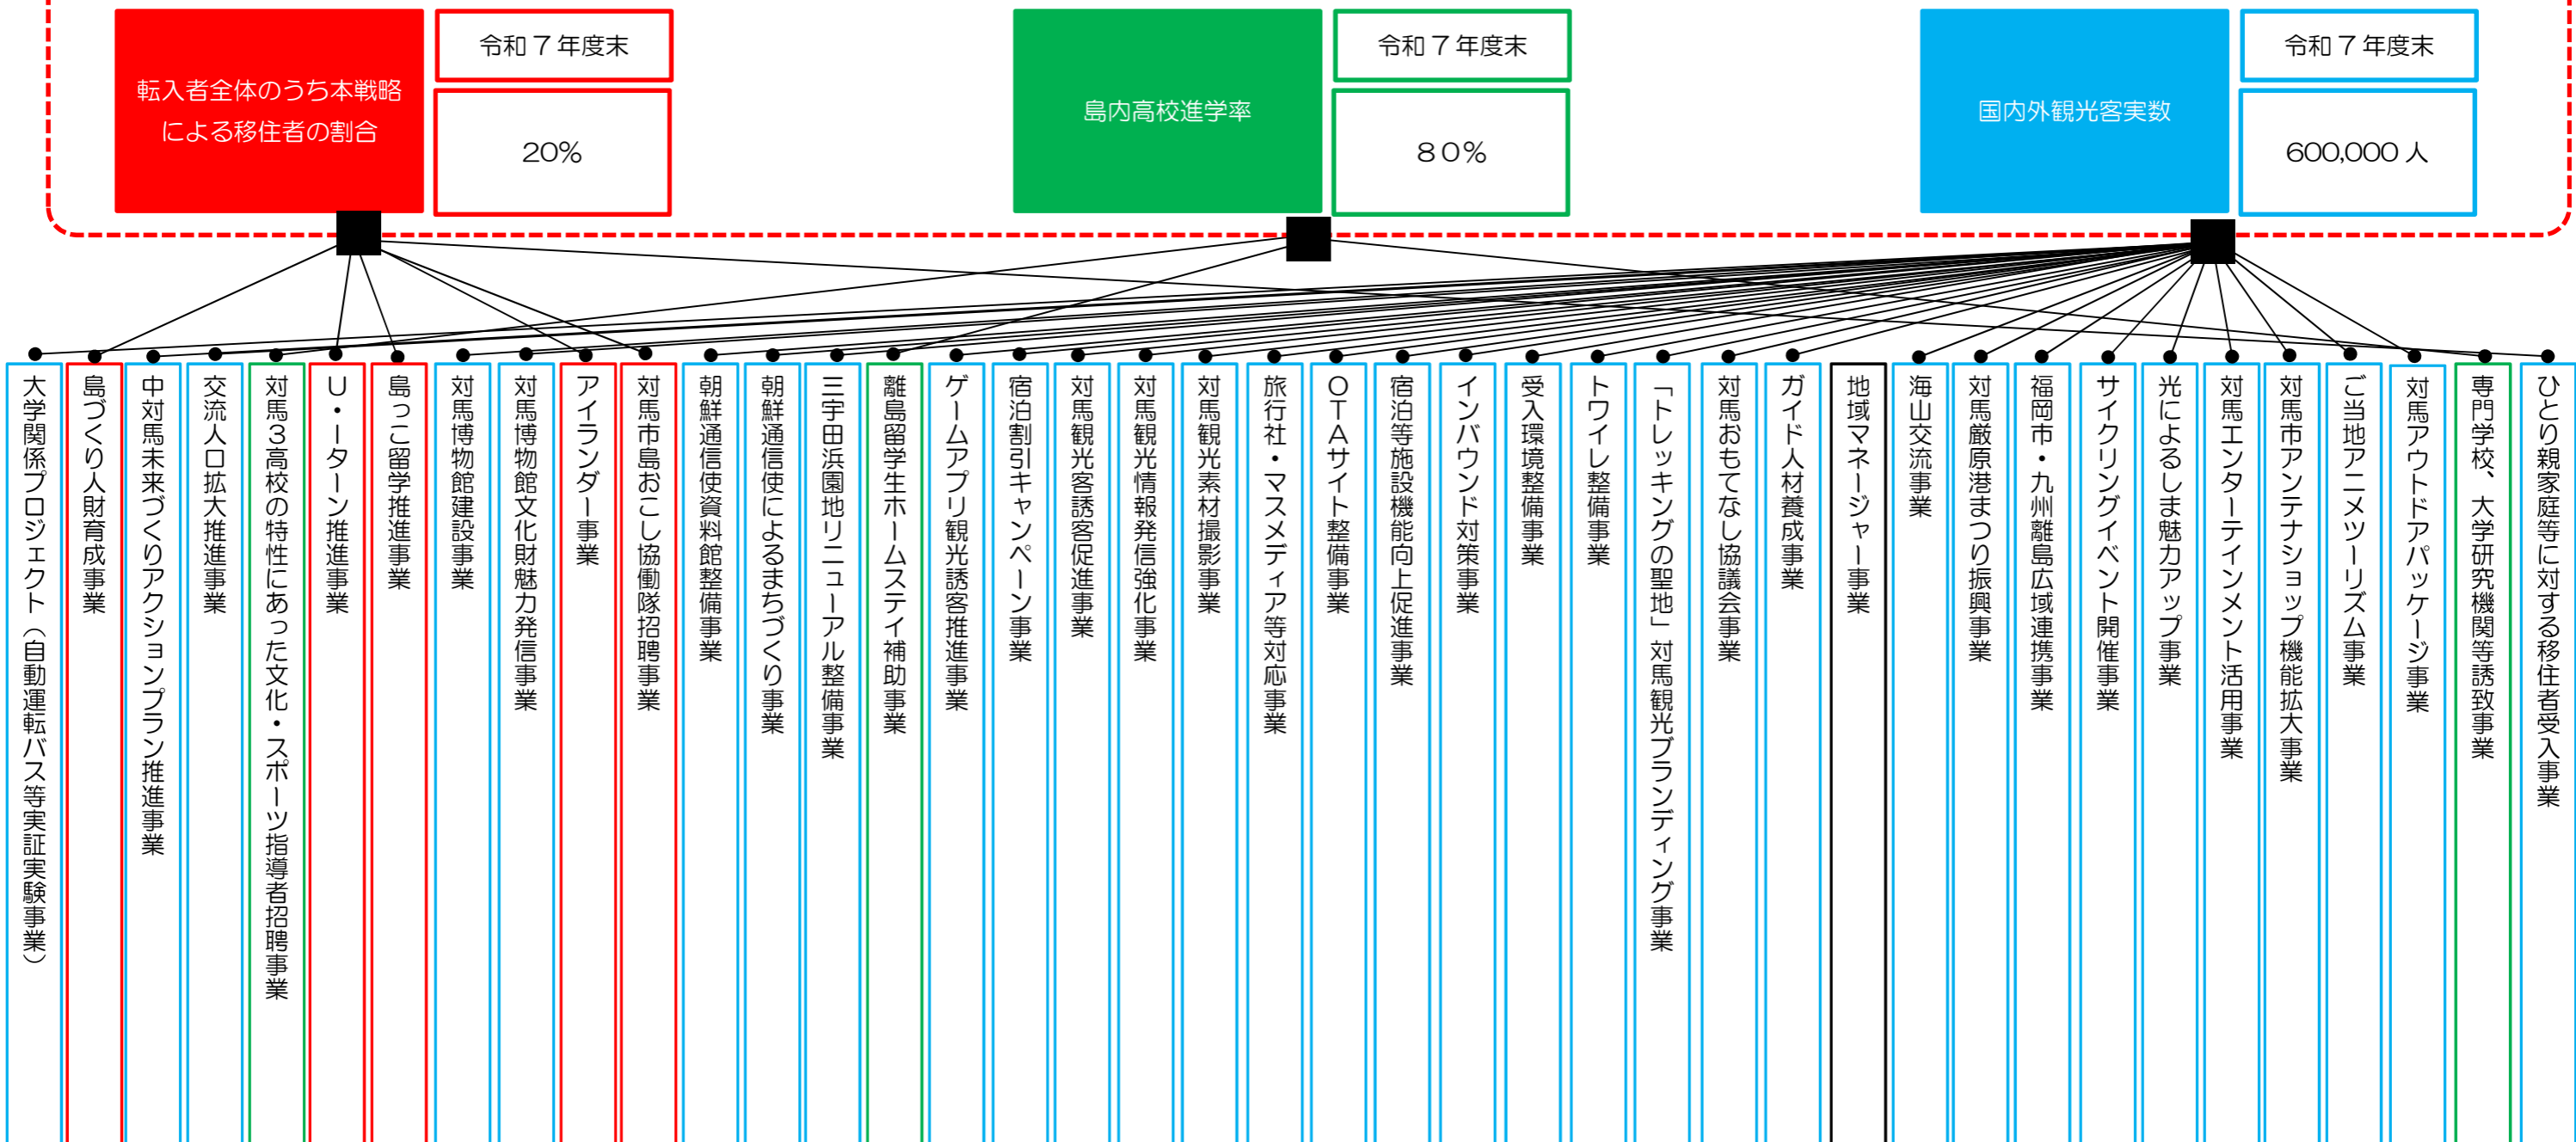 転入者全体のうち本戦略
による移住者の割合
令和７年度末
20％
島内高校進学率
令和７年度末
８０％
国内外観光客実数
令和７年度末
600,000 人
大学関係プロジェクト（自動運転バス等実証実験事業）
島づくり人財育成事業
中対馬未来づくりアクションプラン推進事業
交流人口拡大推進事業
対馬３高校の特性にあった文化・スポーツ指導者招聘事業
Ｕ・Ｉターン推進事業
島っこ留学推進事業
対馬博物館建設事業
対馬博物館文化財魅力発信事業
アイランダー事業
対馬市島おこし協働隊招聘事業
朝鮮通信使資料館整備事業
朝鮮通信使によるまちづくり事業
三宇田浜園地リニューアル整備事業
離島留学生ホームステイ補助事業
ゲームアプリ観光誘客推進事業
宿泊割引キャンペーン事業
対馬観光客誘客促進事業
対馬観光情報発信強化事業
対馬観光素材撮影事業
旅行社・マスメディア等対応事業
ＯＴＡサイト整備事業
宿泊等施設機能向上促進事業
インバウンド対策事業
受入環境整備事業
トワイレ整備事業
「トレッキングの聖地」対馬観光ブランディング事業
対馬おもてなし協議会事業
ガイド人材養成事業
地域マネージャー事業
海山交流事業
対馬厳原港まつり振興事業
福岡市・九州離島広域連携事業
サイクリングイベント開催事業
光によるしま魅力アップ事業
対馬エンターテインメント活用事業
対馬市アンテナショップ機能拡大事業
ご当地アニメツーリズム事業
対馬アウトドアパッケージ事業
専門学校、大学研究機関等誘致事業
ひとり親家庭等に対する移住者受入事業